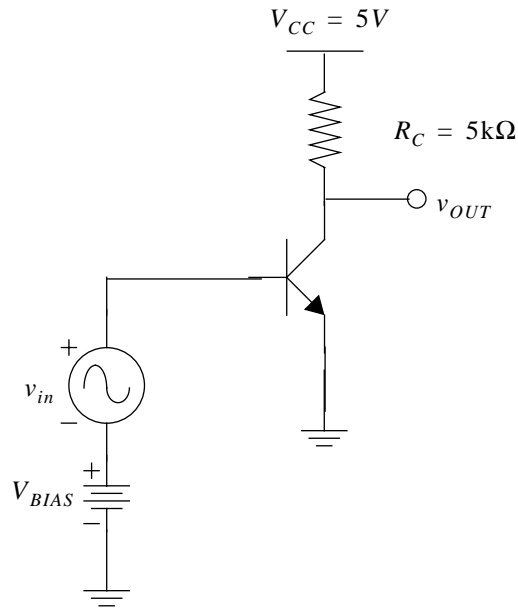 V_CC = 5V
R_C = 5kΩ
v_OUT
+
v_in
−
+
V_BIAS
−